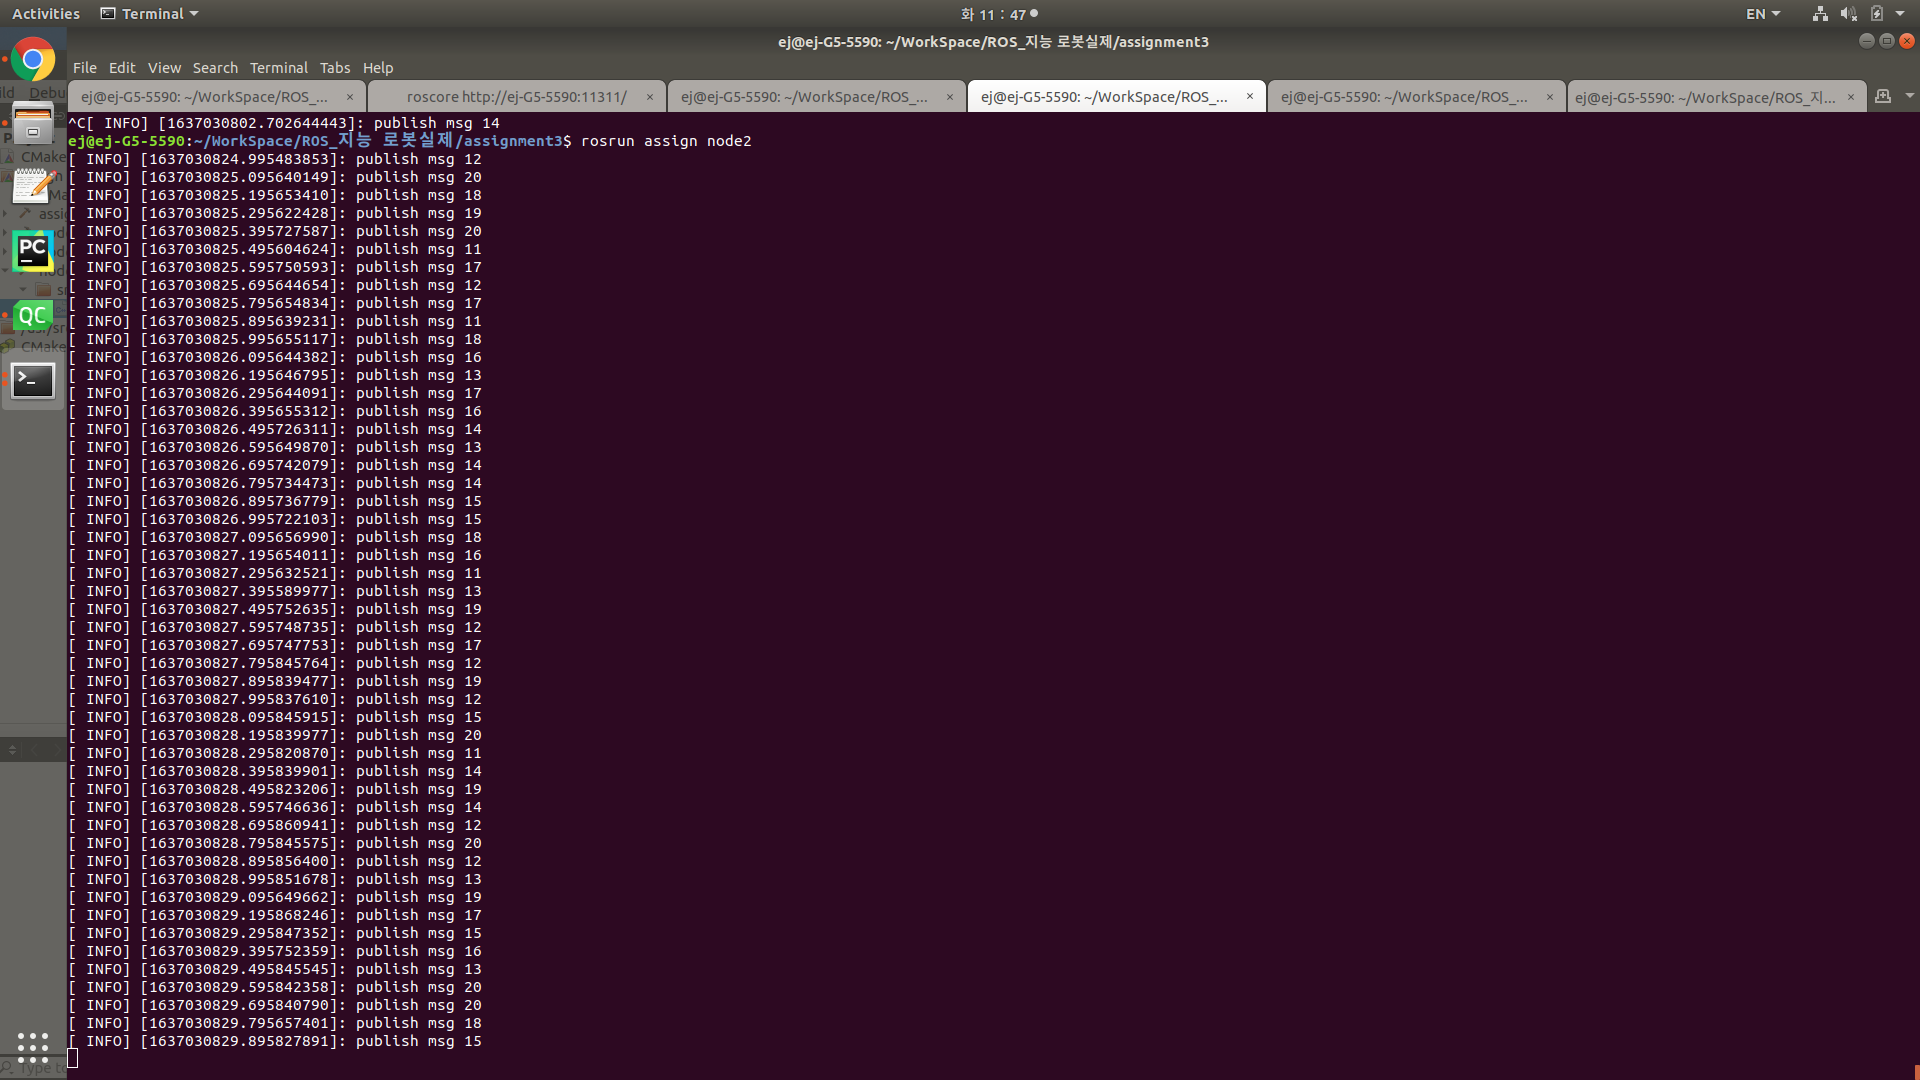 Activities Terminal 화 11 : 47 EN
ej@ej-G5-5590: ~/WorkSpace/ROS_지능 로봇실제/assignment3
File Edit View Search Terminal Tabs Help
ej@ej-G5-5590: ~/WorkSpace/ROS_... × roscore http://ej-G5-5590:11311/ × ej@ej-G5-5590: ~/WorkSpace/ROS_... × ej@ej-G5-5590: ~/WorkSpace/ROS_... × ej@ej-G5-5590: ~/WorkSpace/ROS_... × ej@ej-G5-5590: ~/WorkSpace/ROS_지... ×
^C[ INFO] [1637030802.702644443]: publish msg 14
ej@ej-G5-5590:~/WorkSpace/ROS_지능 로봇실제/assignment3$ rosrun assign node2
[ INFO] [1637030824.995483853]: publish msg 12
[ INFO] [1637030825.095640149]: publish msg 20
[ INFO] [1637030825.195653410]: publish msg 18
[ INFO] [1637030825.295622428]: publish msg 19
[ INFO] [1637030825.395727587]: publish msg 20
[ INFO] [1637030825.495604624]: publish msg 11
[ INFO] [1637030825.595750593]: publish msg 17
[ INFO] [1637030825.695644654]: publish msg 12
[ INFO] [1637030825.795654834]: publish msg 17
[ INFO] [1637030825.895639231]: publish msg 11
[ INFO] [1637030825.995655117]: publish msg 18
[ INFO] [1637030826.095644382]: publish msg 16
[ INFO] [1637030826.195646795]: publish msg 13
[ INFO] [1637030826.295644091]: publish msg 17
[ INFO] [1637030826.395655312]: publish msg 16
[ INFO] [1637030826.495726311]: publish msg 14
[ INFO] [1637030826.595649870]: publish msg 13
[ INFO] [1637030826.695742079]: publish msg 14
[ INFO] [1637030826.795734473]: publish msg 14
[ INFO] [1637030826.895736779]: publish msg 15
[ INFO] [1637030826.995722103]: publish msg 15
[ INFO] [1637030827.095656990]: publish msg 18
[ INFO] [1637030827.195654011]: publish msg 16
[ INFO] [1637030827.295632521]: publish msg 11
[ INFO] [1637030827.395589977]: publish msg 13
[ INFO] [1637030827.495752635]: publish msg 19
[ INFO] [1637030827.595748735]: publish msg 12
[ INFO] [1637030827.695747753]: publish msg 17
[ INFO] [1637030827.795845764]: publish msg 12
[ INFO] [1637030827.895839477]: publish msg 19
[ INFO] [1637030827.995837610]: publish msg 12
[ INFO] [1637030828.095845915]: publish msg 15
[ INFO] [1637030828.195839977]: publish msg 20
[ INFO] [1637030828.295820870]: publish msg 11
[ INFO] [1637030828.395839901]: publish msg 14
[ INFO] [1637030828.495823206]: publish msg 19
[ INFO] [1637030828.595746636]: publish msg 14
[ INFO] [1637030828.695860941]: publish msg 12
[ INFO] [1637030828.795845575]: publish msg 20
[ INFO] [1637030828.895856400]: publish msg 12
[ INFO] [1637030828.995851678]: publish msg 13
[ INFO] [1637030829.095649662]: publish msg 19
[ INFO] [1637030829.195868246]: publish msg 17
[ INFO] [1637030829.295847352]: publish msg 15
[ INFO] [1637030829.395752359]: publish msg 16
[ INFO] [1637030829.495845545]: publish msg 13
[ INFO] [1637030829.595842358]: publish msg 20
[ INFO] [1637030829.695840790]: publish msg 20
[ INFO] [1637030829.795657401]: publish msg 18
[ INFO] [1637030829.895827891]: publish msg 15
PC
QC